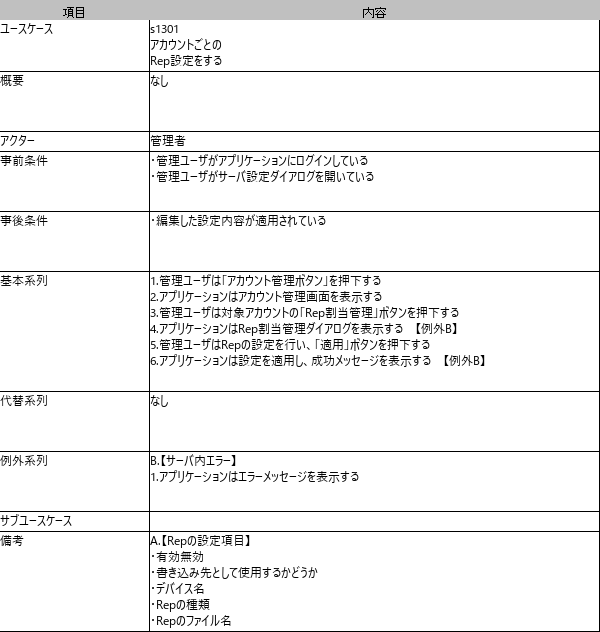 項目 内容
ユースケース s1301
アカウントごとの
Rep設定をする
概要 なし
アクター 管理者
事前条件 ・管理ユーザがアプリケーションにログインしている
・管理ユーザがサーバ設定ダイアログを開いている
事後条件 ・編集した設定内容が適用されている
基本系列 1.管理ユーザは「アカウント管理ボタン」を押下する
2.アプリケーションはアカウント管理画面を表示する
3.管理ユーザは対象アカウントの「Rep割当管理」ボタンを押下する
4.アプリケーションはRep割当管理ダイアログを表示する 【例外B】
5.管理ユーザはRepの設定を行い、「適用」ボタンを押下する
6.アプリケーションは設定を適用し、成功メッセージを表示する 【例外B】
代替系列 なし
例外系列 B.【サーバ内エラー】
1.アプリケーションはエラーメッセージを表示する
サブユースケース
備考 A.【Repの設定項目】
・有効無効
・書き込み先として使用するかどうか
・デバイス名
・Repの種類
・Repのファイル名